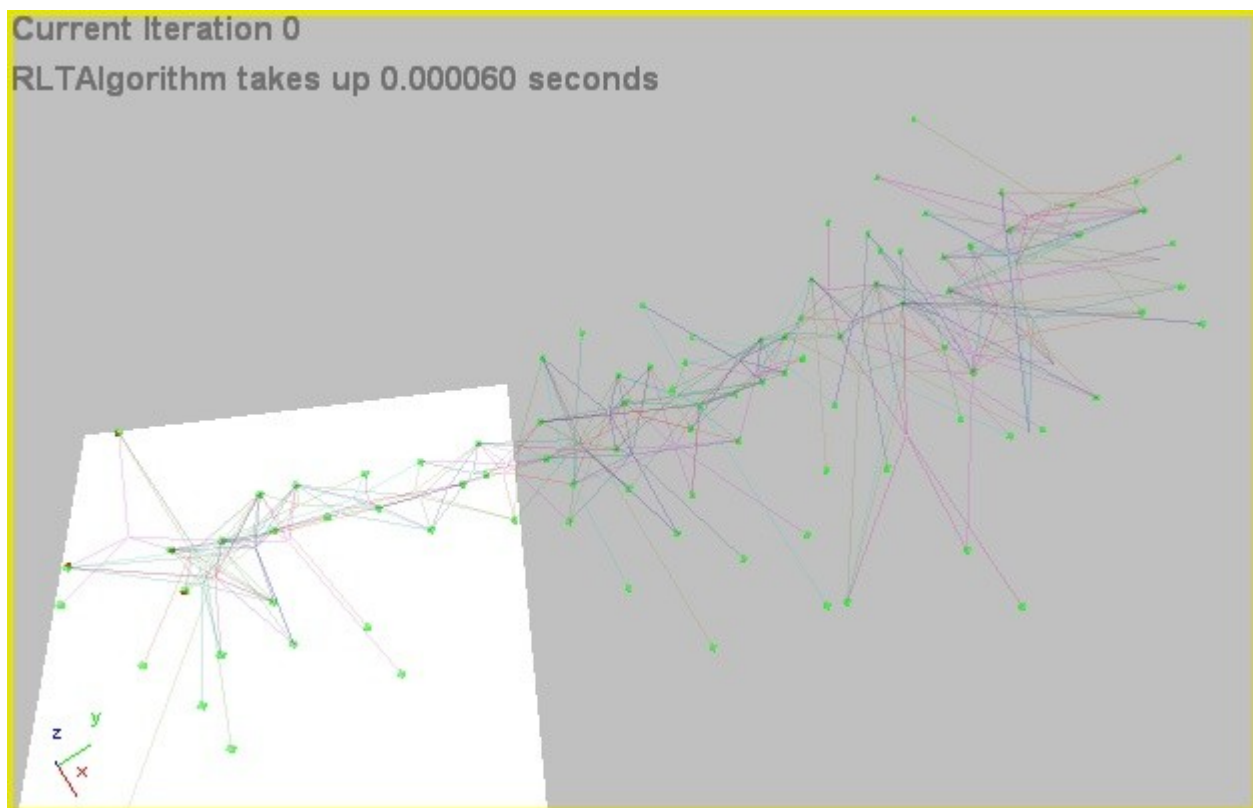 Current Iteration 0
RLTAlgorithm takes up 0.000060 seconds
z
y
x